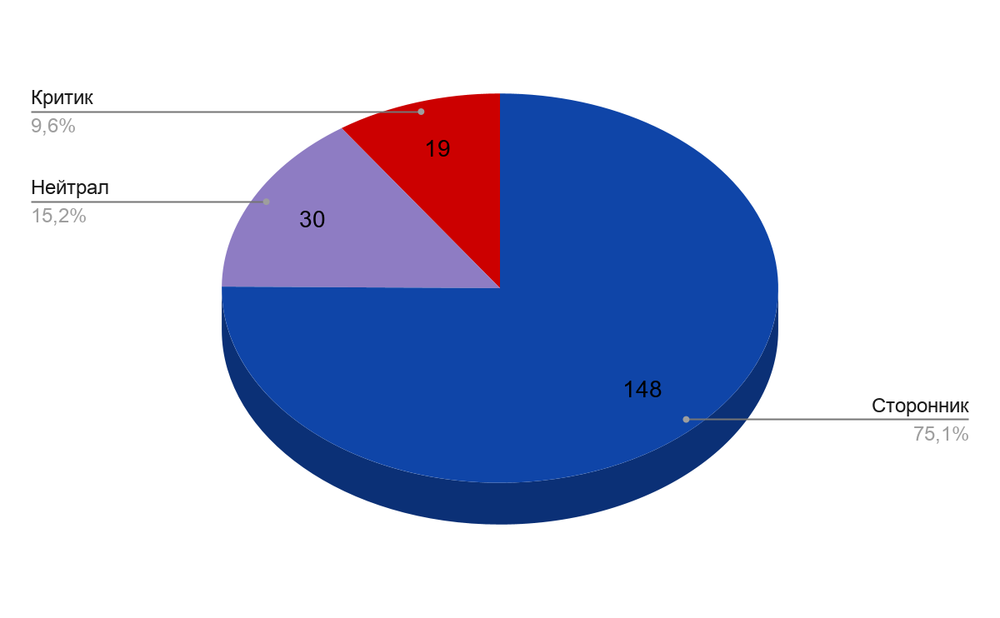 Критик
9,6%
19
Нейтрал
15,2%
30
148
Сторонник
75,1%